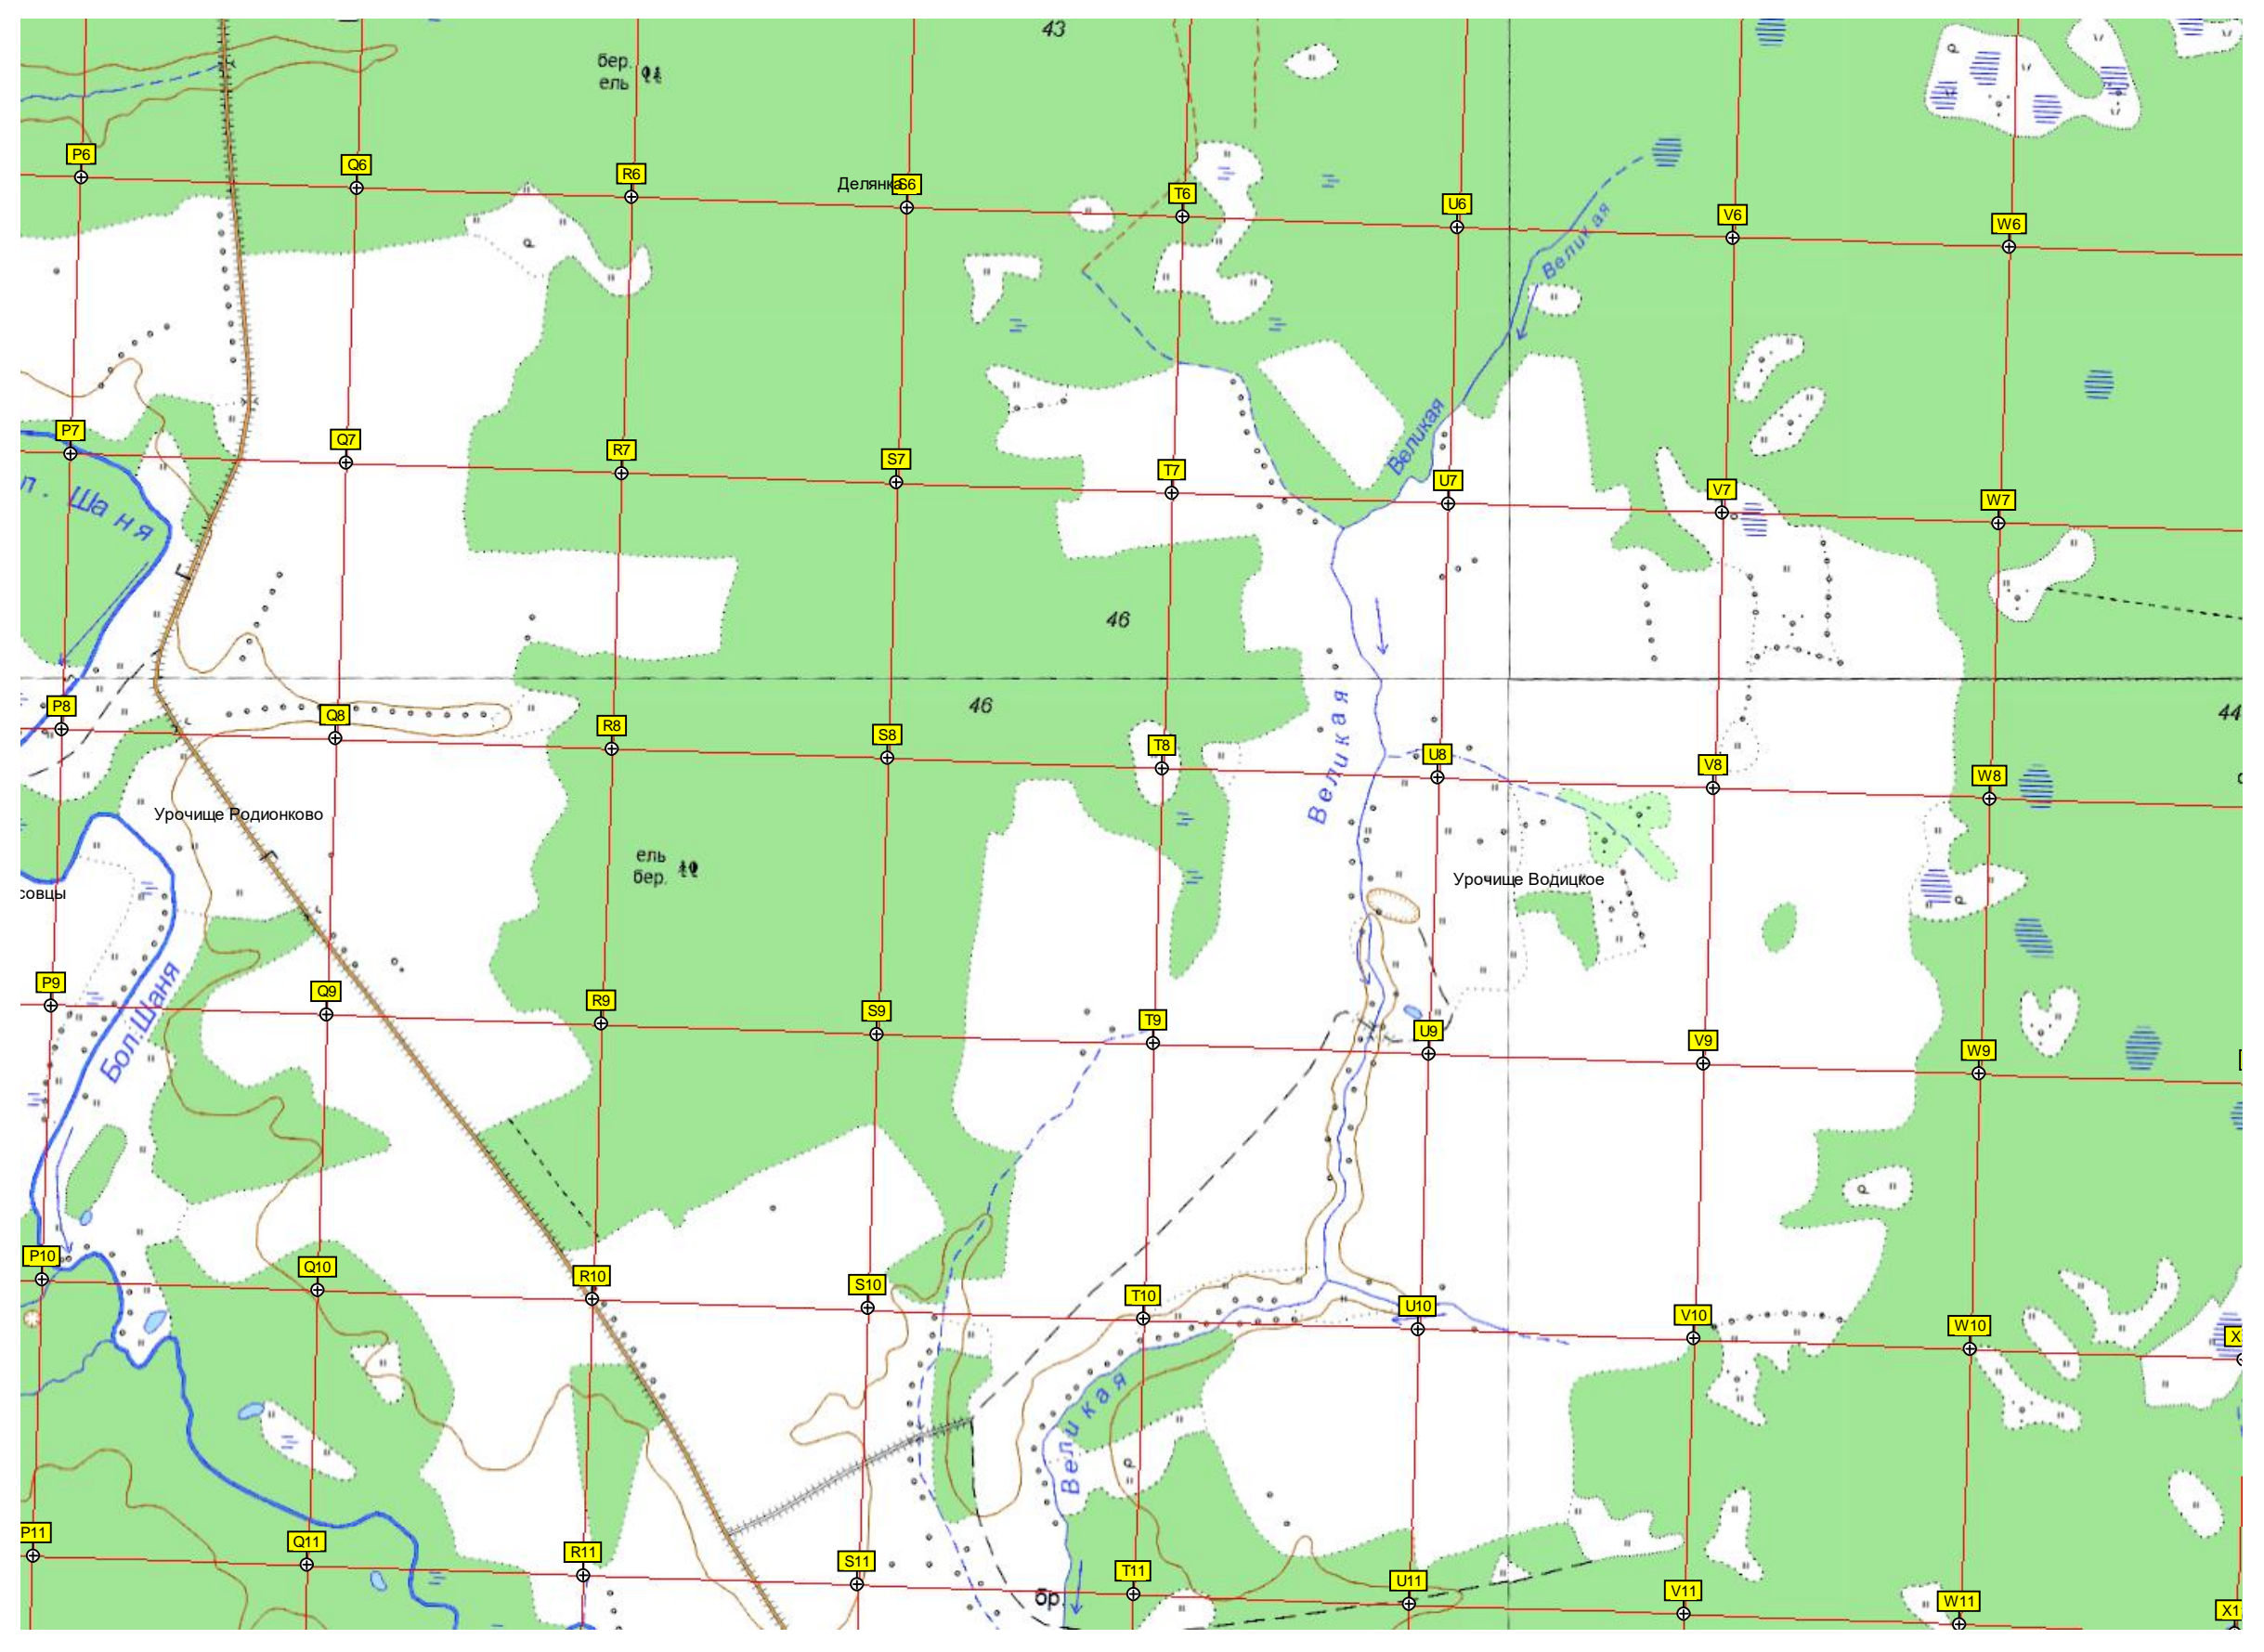 43
бер.
ель
P6
Q6
R6
Делянка
S6
T6
U6
V6
W6
Великая
Великая
P7
Q7
R7
S7
T7
U7
V7
W7
л. Шаня
46
P8
Q8
R8
46
S8
T8
Великая
U8
V8
W8
44
Урочище Родионково
ель
бер.
Урочище Водицкое
совцы
P9
Q9
R9
S9
T9
U9
V9
W9
Бол.Шаня
P10
Q10
R10
S10
T10
U10
V10
W10
X
Великая
P11
Q11
R11
S11
T11
U11
V11
W11
X1
бр.